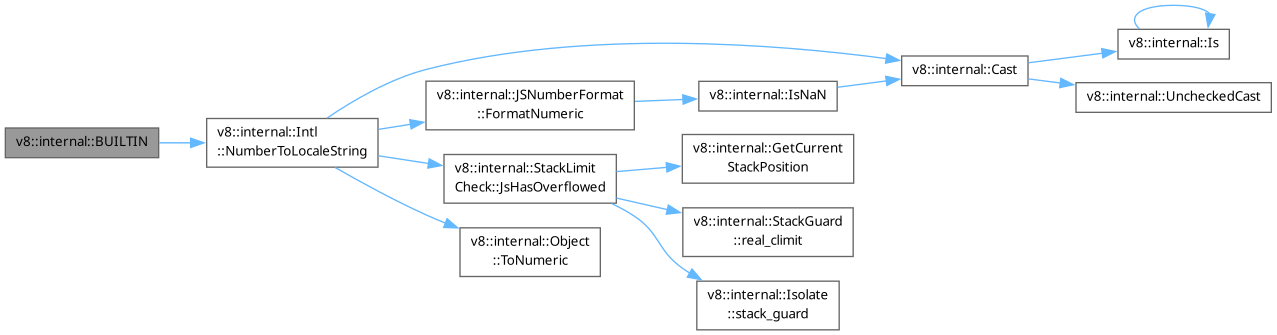 v8::internal::BUILTIN
v8::internal::Intl
::NumberToLocaleString
v8::internal::JSNumberFormat
::FormatNumeric
v8::internal::StackLimit
Check::JsHasOverflowed
v8::internal::Object
::ToNumeric
v8::internal::IsNaN
v8::internal::GetCurrent
StackPosition
v8::internal::StackGuard
::real_climit
v8::internal::Isolate
::stack_guard
v8::internal::Cast
v8::internal::Is
v8::internal::UncheckedCast